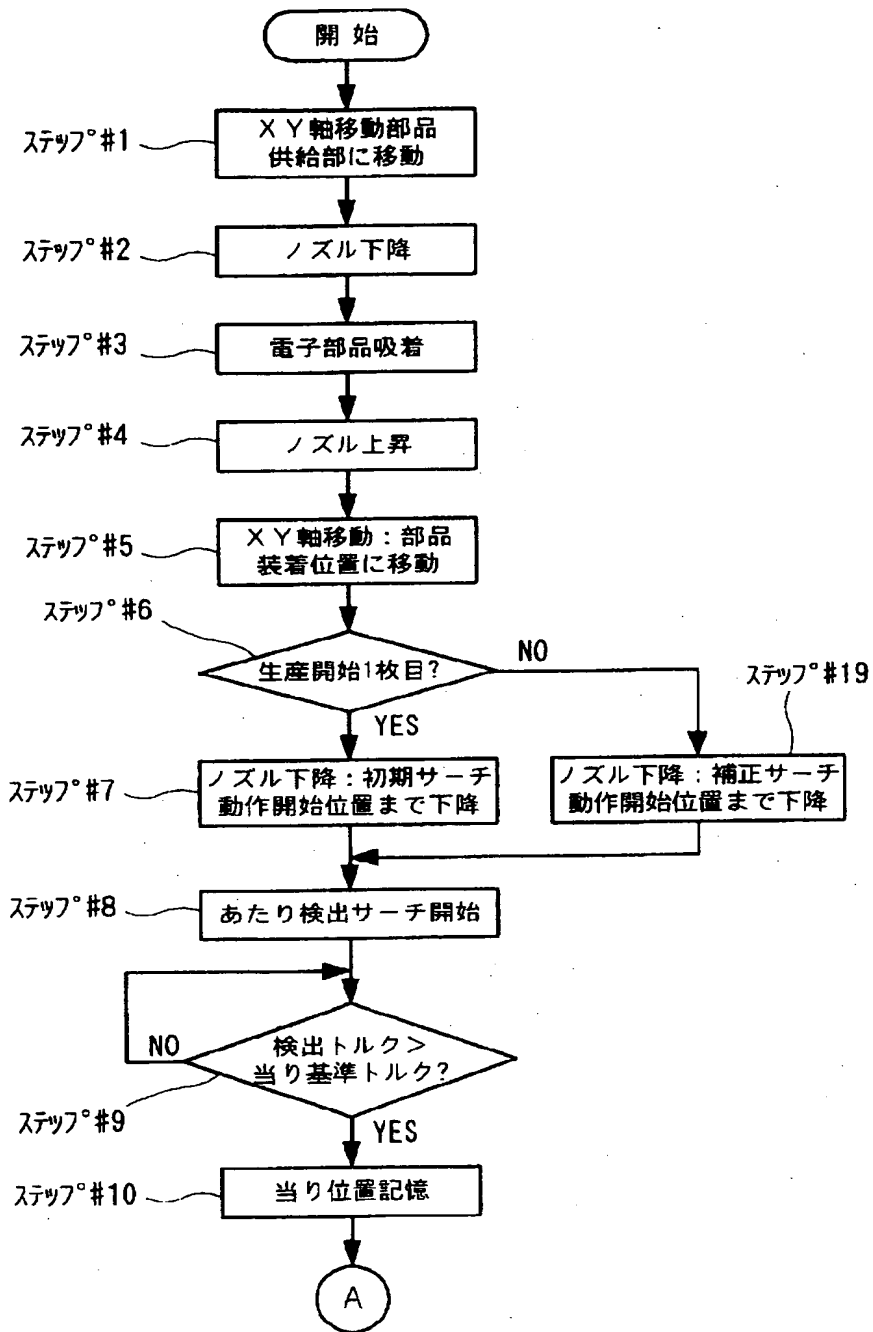 開始
ステップ#1
XY軸移動部品
供給部に移動
ステップ#2
ノズル下降
ステップ#3
電子部品吸着
ステップ#4
ノズル上昇
ステップ#5
XY軸移動:部品
装着位置に移動
ステップ#6
生産開始1枚目?
NO
YES
ステップ#19
ステップ#7
ノズル下降:初期サーチ
動作開始位置まで下降
ノズル下降:補正サーチ
動作開始位置まで下降
ステップ#8
あたり検出サーチ開始
NO
検出トルク>
当り基準トルク?
ステップ#9
YES
ステップ#10
当り位置記憶
A